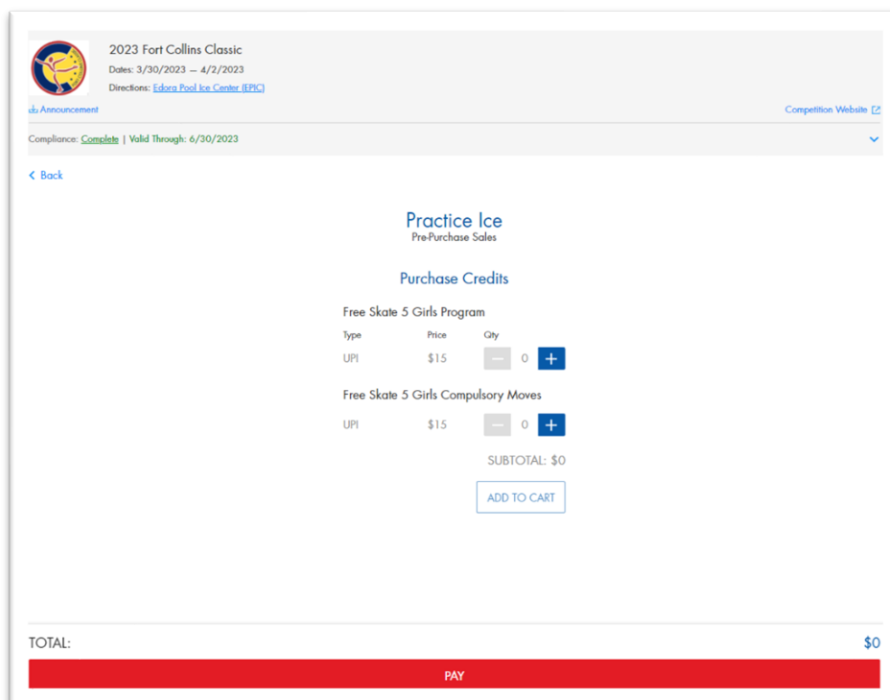 2023 Fort Collins Classic
Dates: 3/30/2023 — 4/2/2023
Directions: Edora Pool Ice Center (EPIC)
Announcement
Competition Website
Compliance: Complete | Valid Through: 6/30/2023
Back
Practice Ice
Pre-Purchase Sales
Purchase Credits
Free Skate 5 Girls Program
Type Price Qty
UPI $15 — 0 +
Free Skate 5 Girls Compulsory Moves
UPI $15 — 0 +
SUBTOTAL: $0
ADD TO CART
TOTAL: $0
PAY